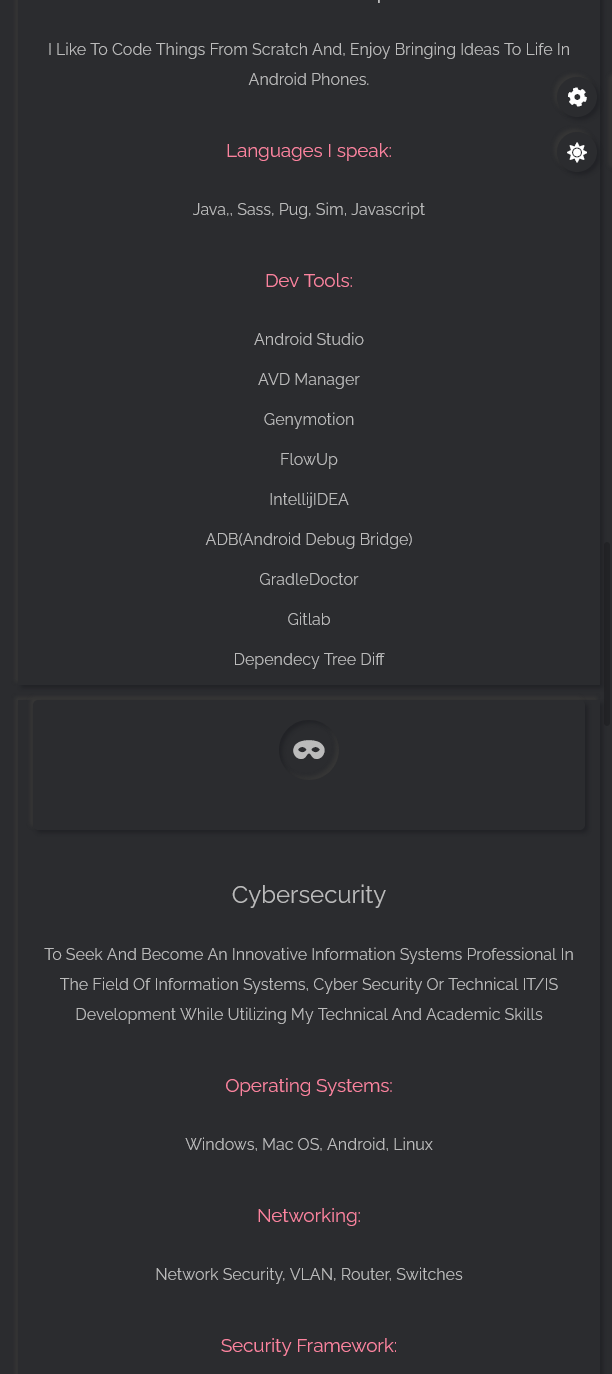 I Like To Code Things From Scratch And, Enjoy Bringing Ideas To Life In
Android Phones.
Languages I speak:
Java,, Sass, Pug, Sim, Javascript
Dev Tools:
Android Studio
AVD Manager
Genymotion
FlowUp
IntellijIDEA
ADB(Android Debug Bridge)
GradleDoctor
Gitlab
Dependecy Tree Diff
Cybersecurity
To Seek And Become An Innovative Information Systems Professional In
The Field Of Information Systems, Cyber Security Or Technical IT/IS
Development While Utilizing My Technical And Academic Skills
Operating Systems:
Windows, Mac OS, Android, Linux
Networking:
Network Security, VLAN, Router, Switches
Security Framework: